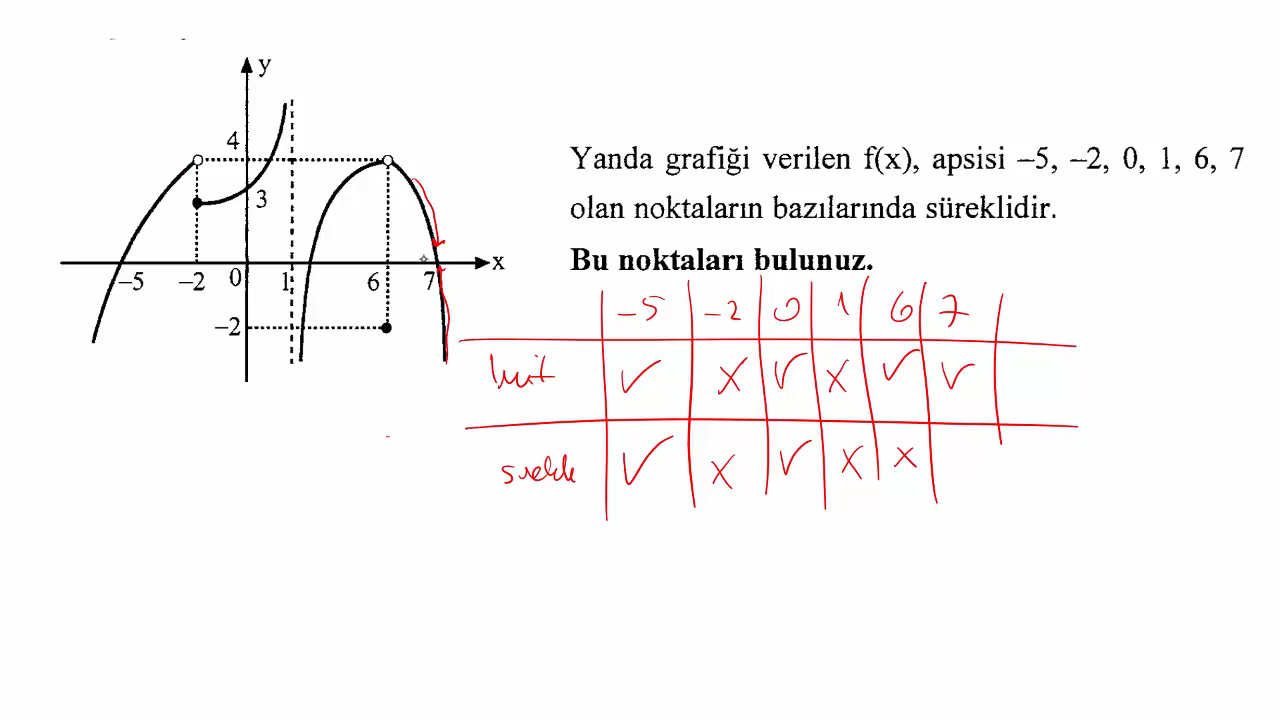 y
4
3
x
−5 −2 0 1 6 7
−2
Yanda grafiği verilen f(x), apsisi −5, −2, 0, 1, 6, 7
olan noktaların bazılarında süreklidir.
Bu noktaları bulunuz.
−5 −2 0 1 6 7
limit ✓ X ✓ X ✓ ✓
✓ X ✓ X X